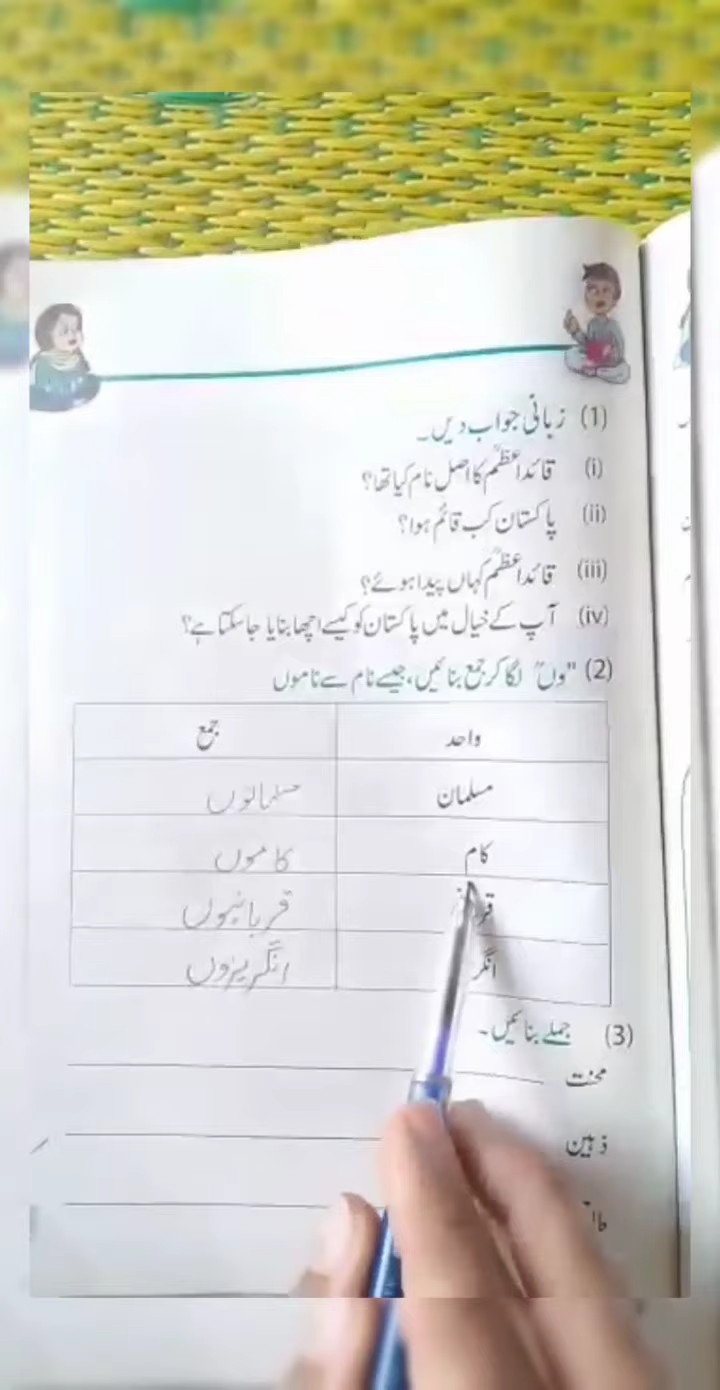 (1) زبانی جواب دیں۔
(i) قائداعظمؒ کا اصل نام کیا تھا؟
(ii) پاکستان کب قائم ہوا؟
(iii) قائداعظمؒ کہاں پیدا ہوئے؟
(iv) آپ کے خیال میں پاکستان کو کیسے اچھا بنایا جاسکتا ہے؟
(2) "وں" لگا کر جمع بنائیں، جیسے نام سے ناموں
واحد جمع
مسلمان مسلمانوں
کام کاموں
قربانیوں
انگریزوں
(3) جملے بنائیں۔
محنت
ذہین